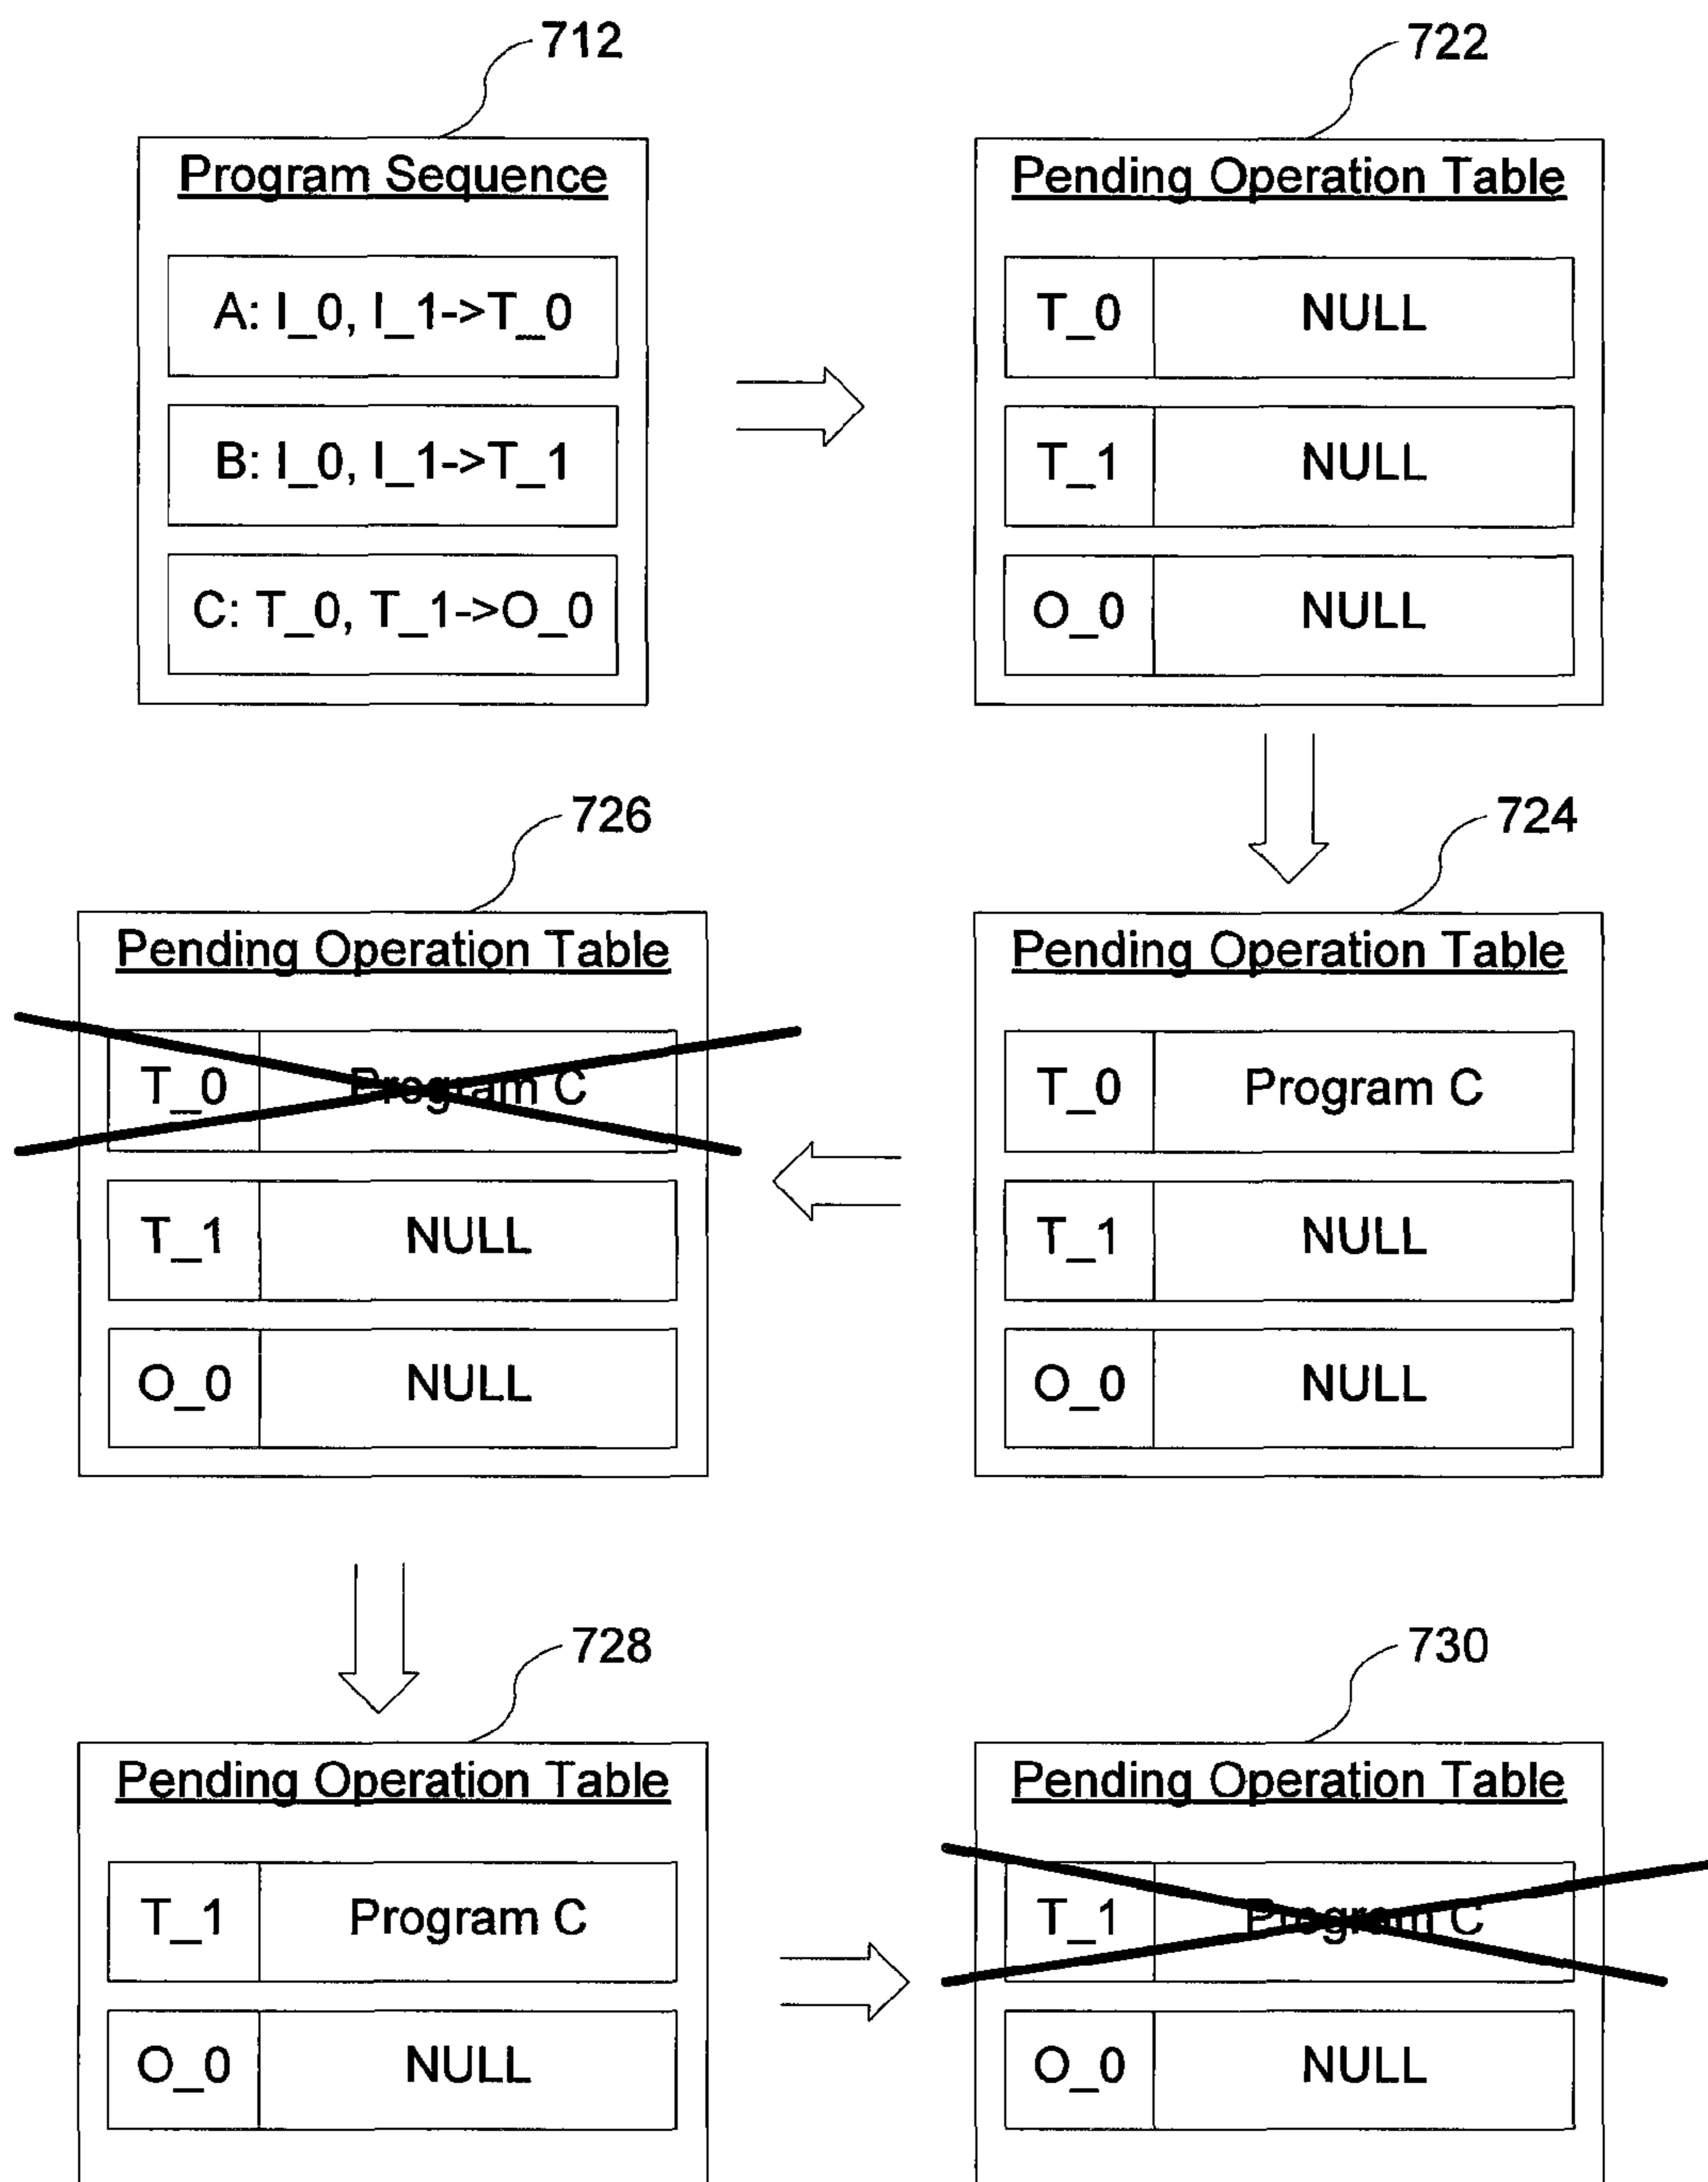 712
Program Sequence
A: I_0, I_1->T_0
B: I_0, I_1->T_1
C: T_0, T_1->O_0
722
Pending Operation Table
T_0 NULL
T_1 NULL
O_0 NULL
726
Pending Operation Table
T_0 Program C
T_1 NULL
O_0 NULL
724
Pending Operation Table
T_0 Program C
T_1 NULL
O_0 NULL
728
Pending Operation Table
T_1 Program C
O_0 NULL
730
Pending Operation Table
T_1 Program C
O_0 NULL